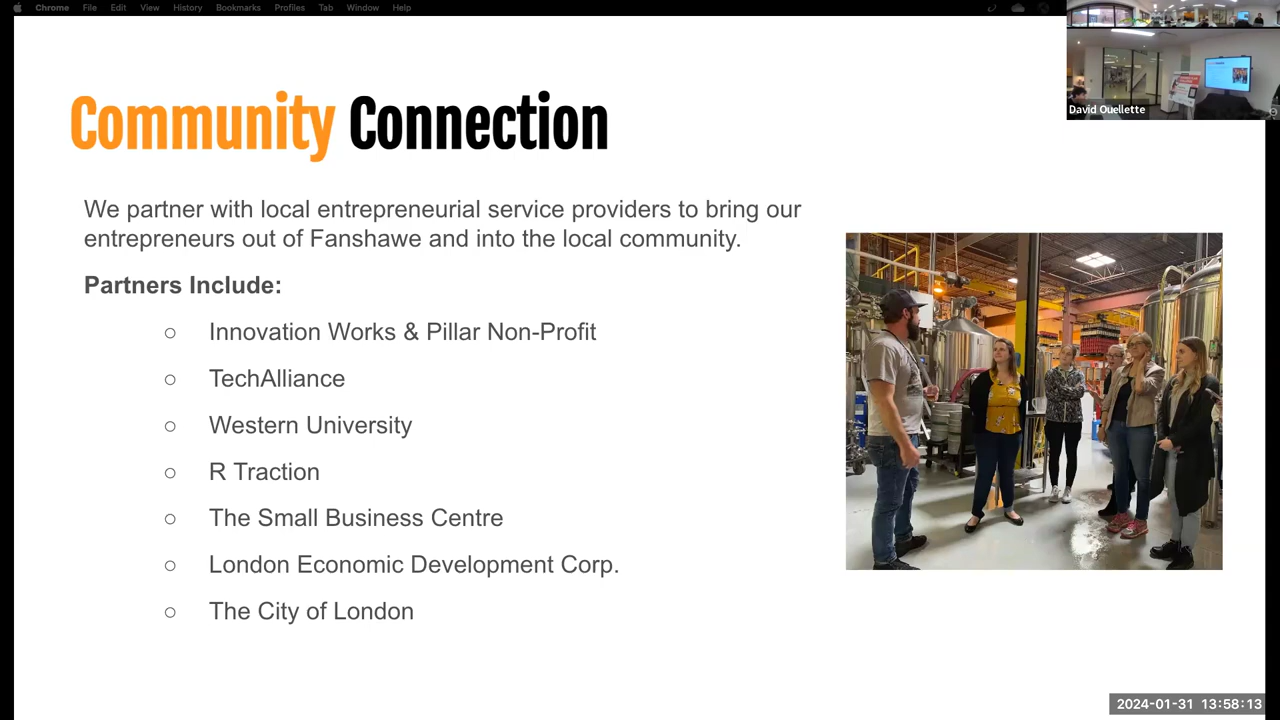 Chrome File Edit View History Bookmarks Profiles Tab Window Help
David Ouellette
Community Connection
We partner with local entrepreneurial service providers to bring our
entrepreneurs out of Fanshawe and into the local community.
Partners Include:
○ Innovation Works & Pillar Non-Profit
○ TechAlliance
○ Western University
○ R Traction
○ The Small Business Centre
○ London Economic Development Corp.
○ The City of London
2024-01-31 13:58:13